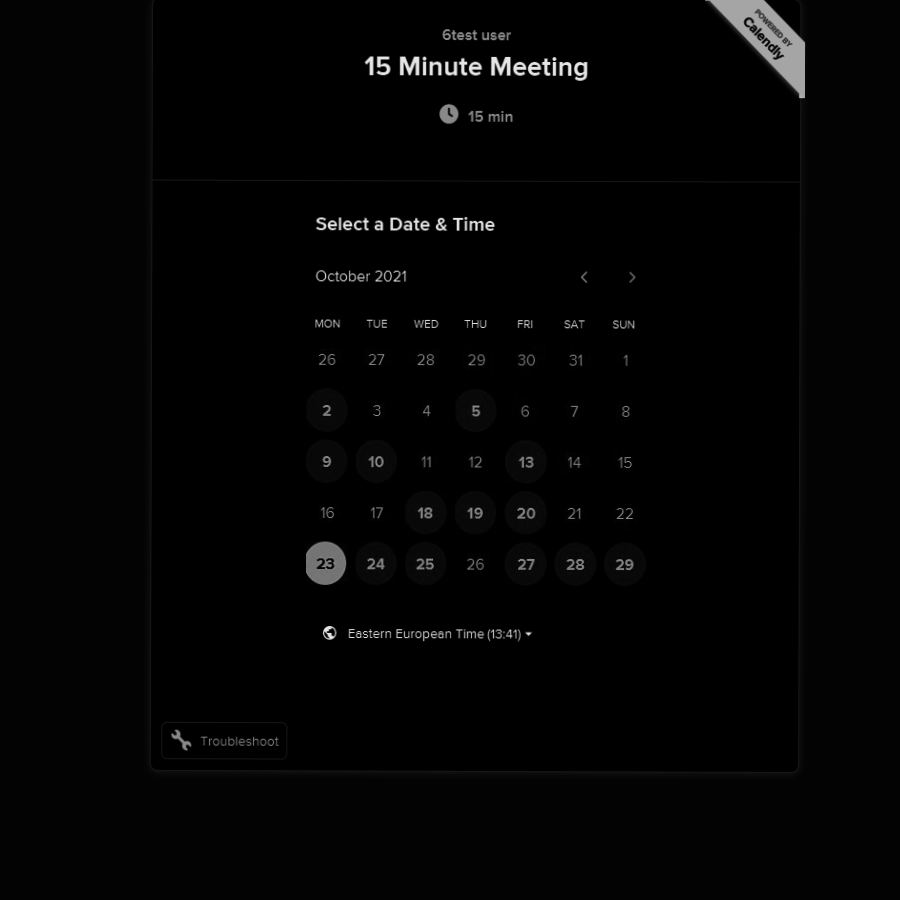 POWERED BY
Calendly
6test user
15 Minute Meeting
15 min
Select a Date & Time
October 2021
MON TUE WED THU FRI SAT SUN
26 27 28 29 30 31 1
2 3 4 5 6 7 8
9 10 11 12 13 14 15
16 17 18 19 20 21 22
23 24 25 26 27 28 29
Eastern European Time (13:41)
Troubleshoot